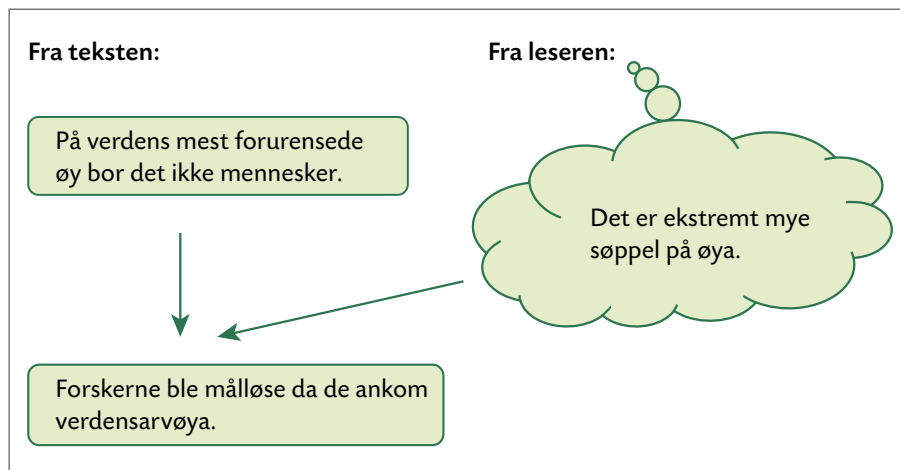 Fra teksten:
Fra leseren:
På verdens mest forurensede
øy bor det ikke mennesker.
Det er ekstremt mye
søppel på øya.
Forskerne ble målløse da de ankom
verdensarvøya.